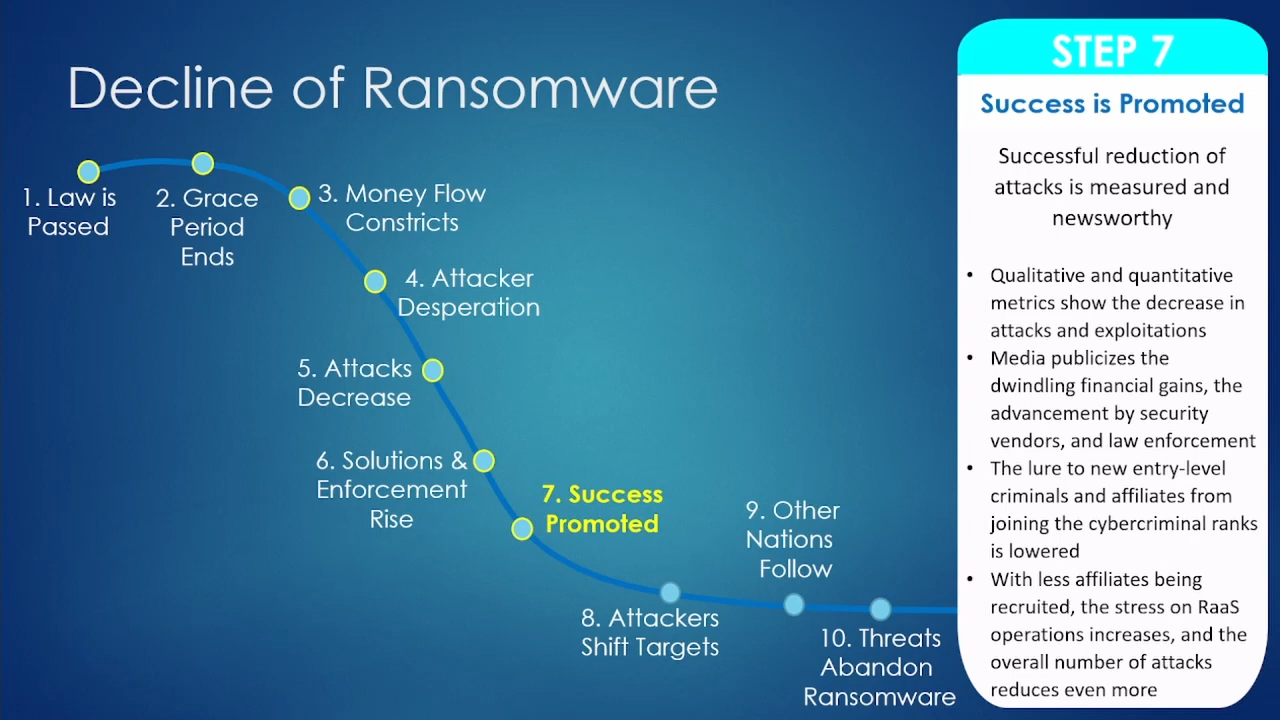 Decline of Ransomware
1. Law is
Passed
2. Grace
Period
Ends
3. Money Flow
Constricts
4. Attacker
Desperation
5. Attacks
Decrease
6. Solutions &
Enforcement
Rise
7. Success
Promoted
8. Attackers
Shift Targets
9. Other
Nations
Follow
10. Threats
Abandon
Ransomware
STEP 7
Success is Promoted
Successful reduction of
attacks is measured and
newsworthy
• Qualitative and quantitative
metrics show the decrease in
attacks and exploitations
• Media publicizes the
dwindling financial gains, the
advancement by security
vendors, and law enforcement
• The lure to new entry-level
criminals and affiliates from
joining the cybercriminal ranks
is lowered
• With less affiliates being
recruited, the stress on RaaS
operations increases, and the
overall number of attacks
reduces even more